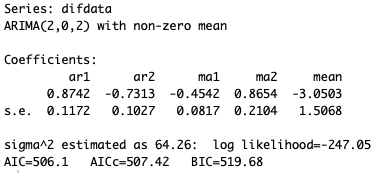 Series: difdata
ARIMA(2,0,2) with non-zero mean
Coefficients:
ar1 ar2 ma1 ma2 mean
0.8742 -0.7313 -0.4542 0.8654 -3.0503
s.e. 0.1172 0.1027 0.0817 0.2104 1.5068
sigma^2 estimated as 64.26: log likelihood=-247.05
AIC=506.1 AICc=507.42 BIC=519.68